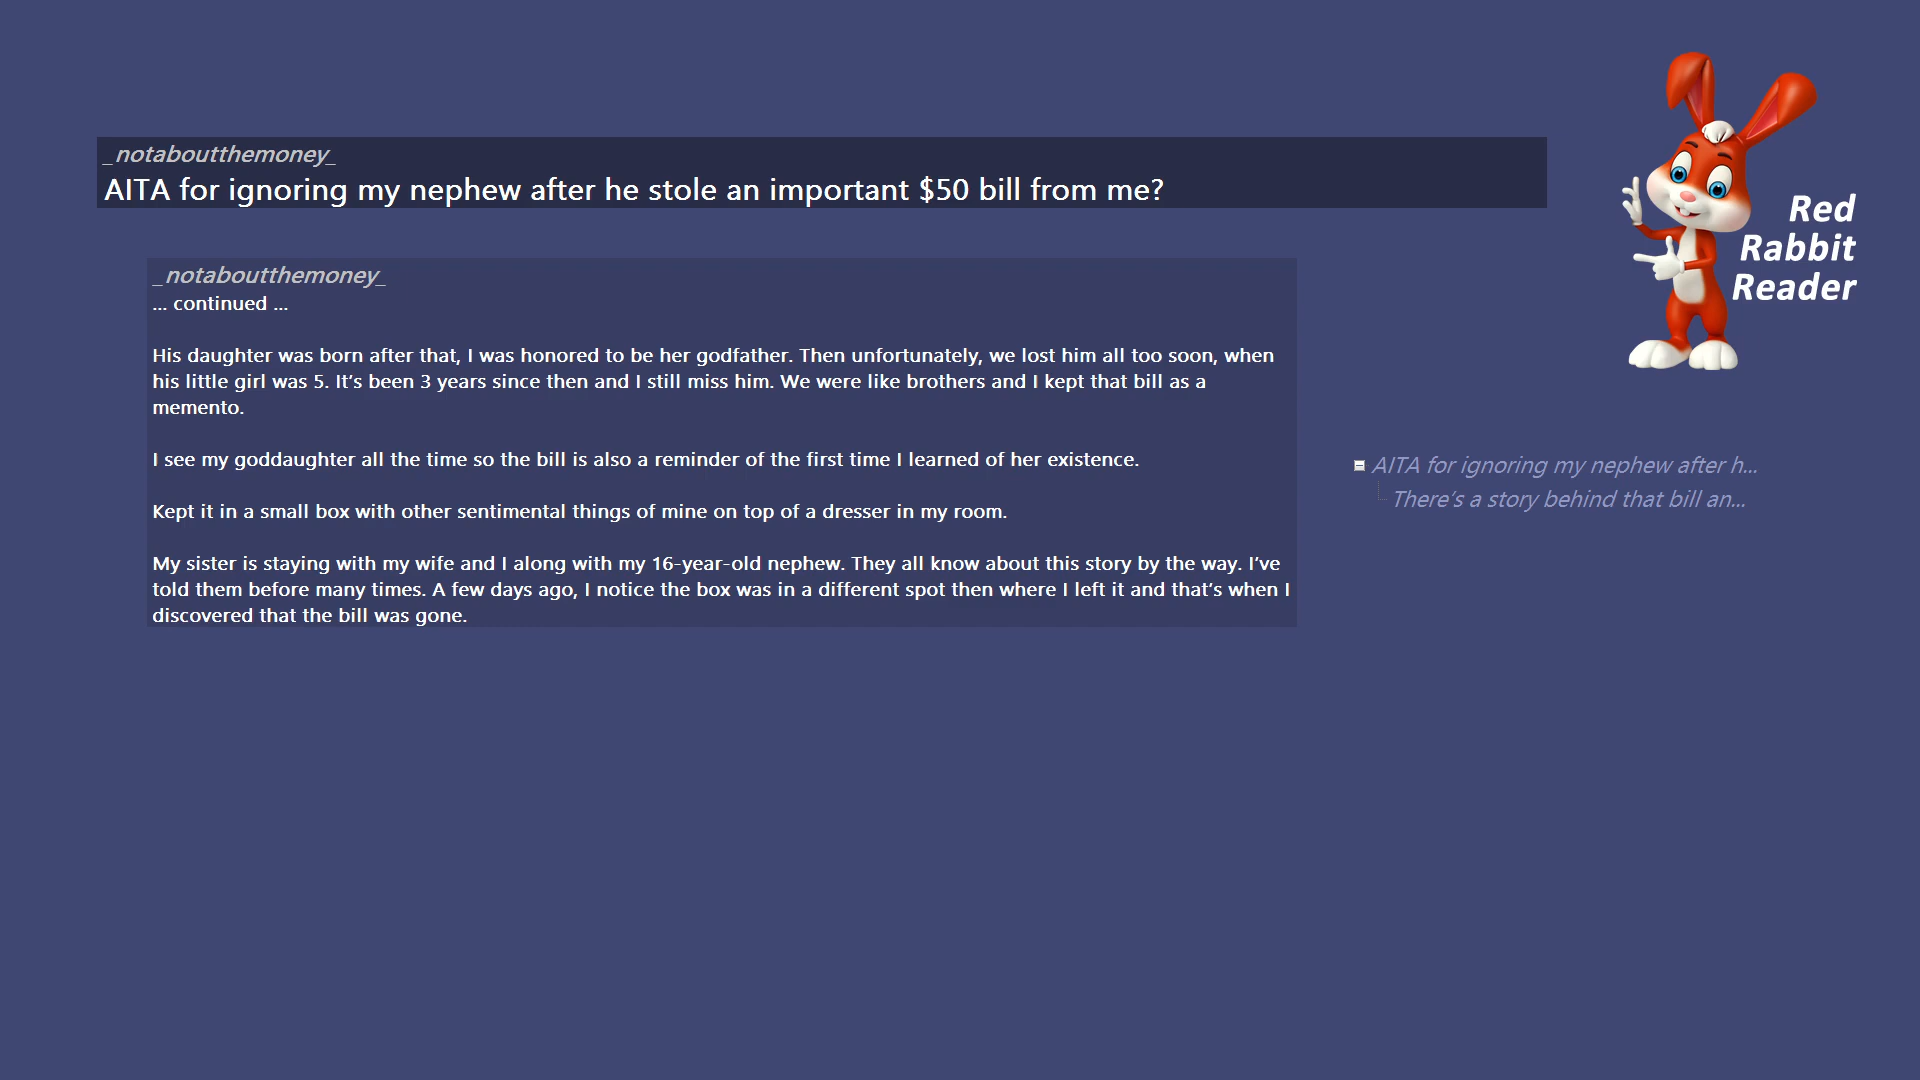 _notaboutthemoney_
AITA for ignoring my nephew after he stole an important $50 bill from me?
_notaboutthemoney_
... continued ...
His daughter was born after that, I was honored to be her godfather. Then unfortunately, we lost him all too soon, when
his little girl was 5. It’s been 3 years since then and I still miss him. We were like brothers and I kept that bill as a
memento.
I see my goddaughter all the time so the bill is also a reminder of the first time I learned of her existence.
Kept it in a small box with other sentimental things of mine on top of a dresser in my room.
My sister is staying with my wife and I along with my 16-year-old nephew. They all know about this story by the way. I’ve
told them before many times. A few days ago, I notice the box was in a different spot then where I left it and that’s when I
discovered that the bill was gone.
Red
Rabbit
Reader
AITA for ignoring my nephew after h...
There’s a story behind that bill an...